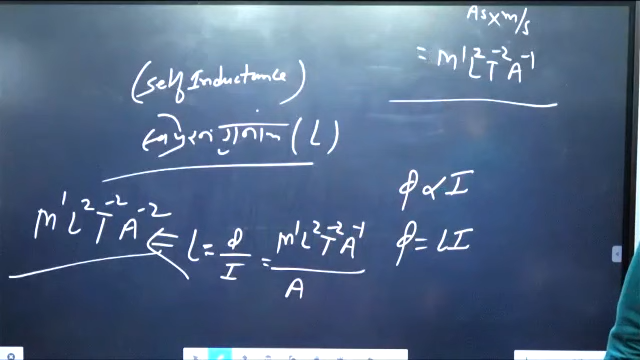 As x m/s
= M¹L²T⁻²A⁻¹
(self Inductance)
(L)
φ ∝ I
φ = LI
M¹L²T⁻²A⁻² ⇐ L = φ/I = M¹L²T⁻²A⁻¹/A